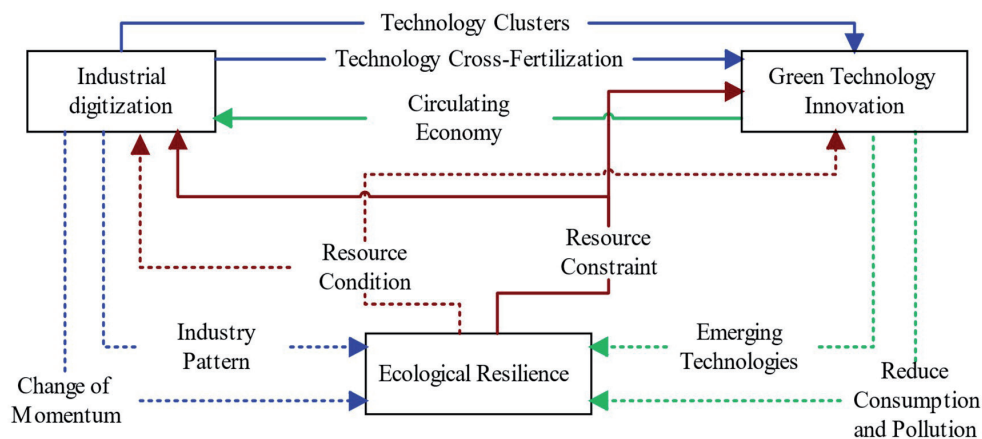 Technology Clusters
Industrial
digitization
Technology Cross-Fertilization
Green Technology
Innovation
Circulating
Economy
Resource
Condition
Resource
Constraint
Industry
Pattern
Ecological Resilience
Emerging
Technologies
Change of
Momentum
Reduce
Consumption
and Pollution